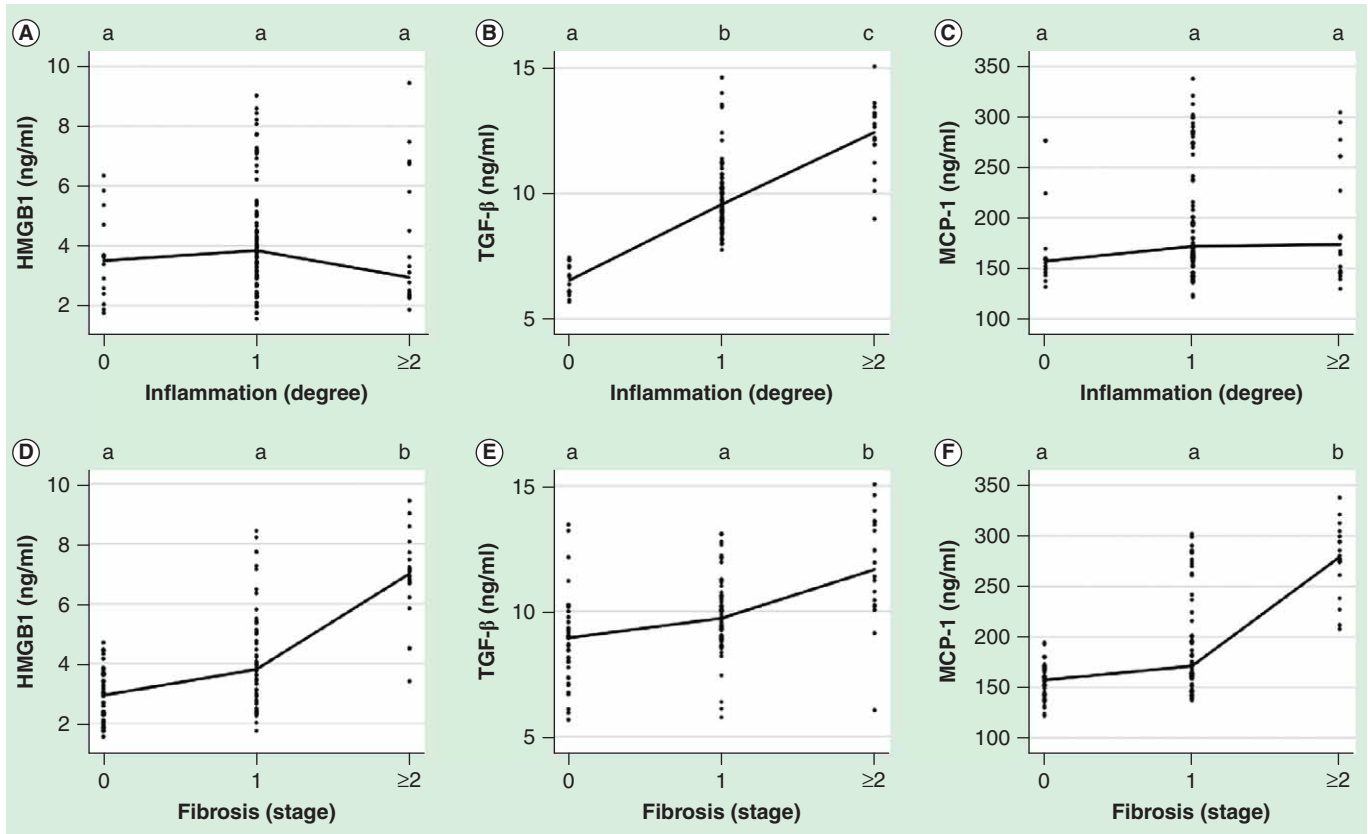 A
a a a
HMGB1 (ng/ml)
10
8
6
4
2
0 1 ≥2
Inflammation (degree)
B
a b c
TGF-β (ng/ml)
15
10
5
0 1 ≥2
Inflammation (degree)
C
a a a
MCP-1 (ng/ml)
350
300
250
200
150
100
0 1 ≥2
Inflammation (degree)
D
a a b
HMGB1 (ng/ml)
10
8
6
4
2
0 1 ≥2
Fibrosis (stage)
E
a a b
TGF-β (ng/ml)
15
10
5
0 1 ≥2
Fibrosis (stage)
F
a a b
MCP-1 (ng/ml)
350
300
250
200
150
100
0 1 ≥2
Fibrosis (stage)